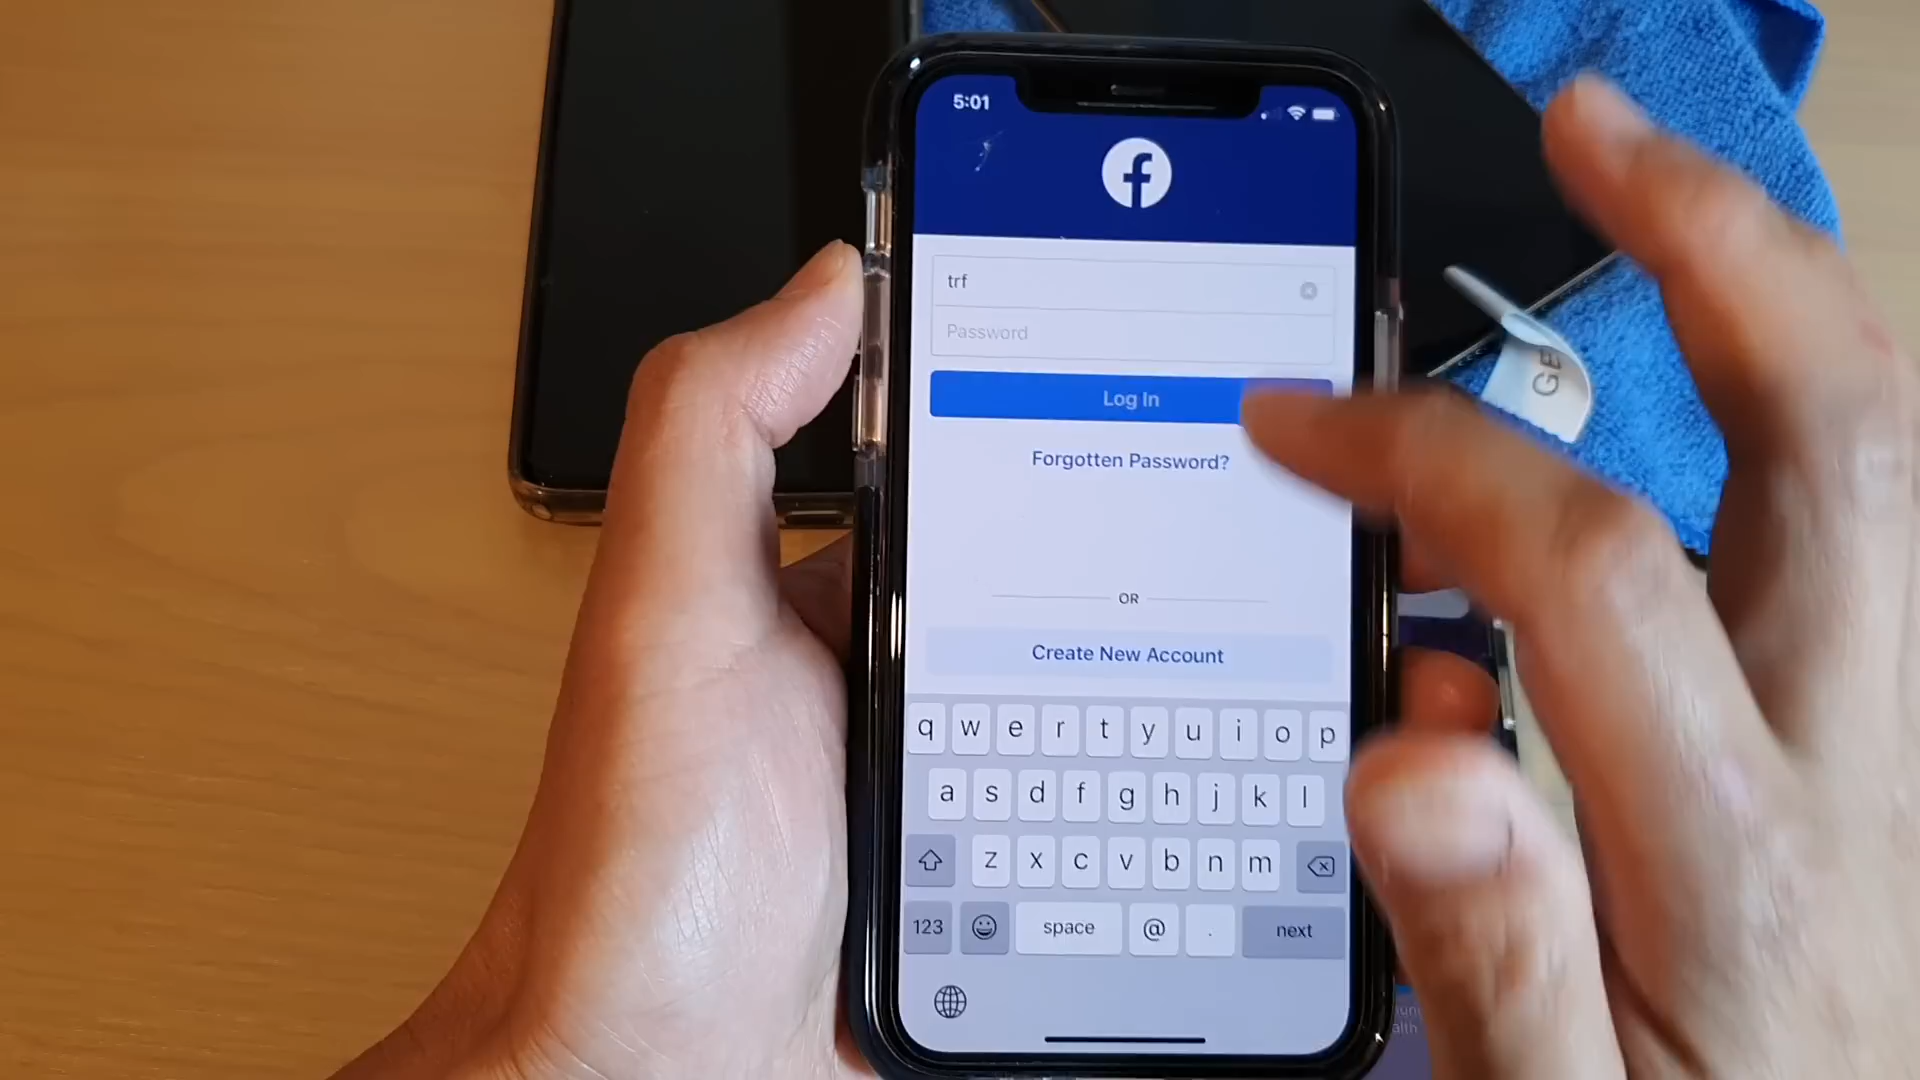 5:01
trf
Password
Log In
Forgotten Password?
OR
Create New Account
q w e r t y u i o p
a s d f g h j k l
z x c v b n m
123 space @ . next
GE